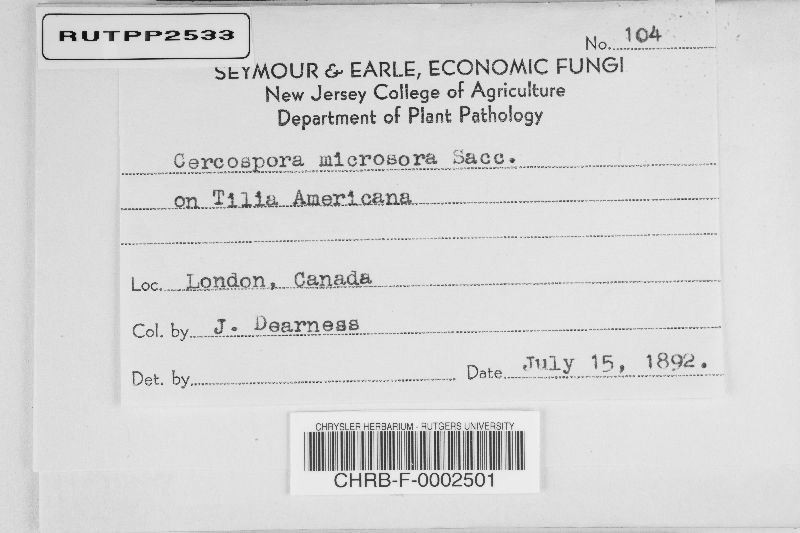 RUTPP2533
No. 104
SEYMOUR & EARLE, ECONOMIC FUNGI
New Jersey College of Agriculture
Department of Plant Pathology
Cercospora microsora Sacc.
on Tilia Americana
Loc. London, Canada
Col. by J. Dearness
Det. by
Date July 15, 1892.
CHRYSLER HERBARIUM - RUTGERS UNIVERSITY
CHRB-F-0002501